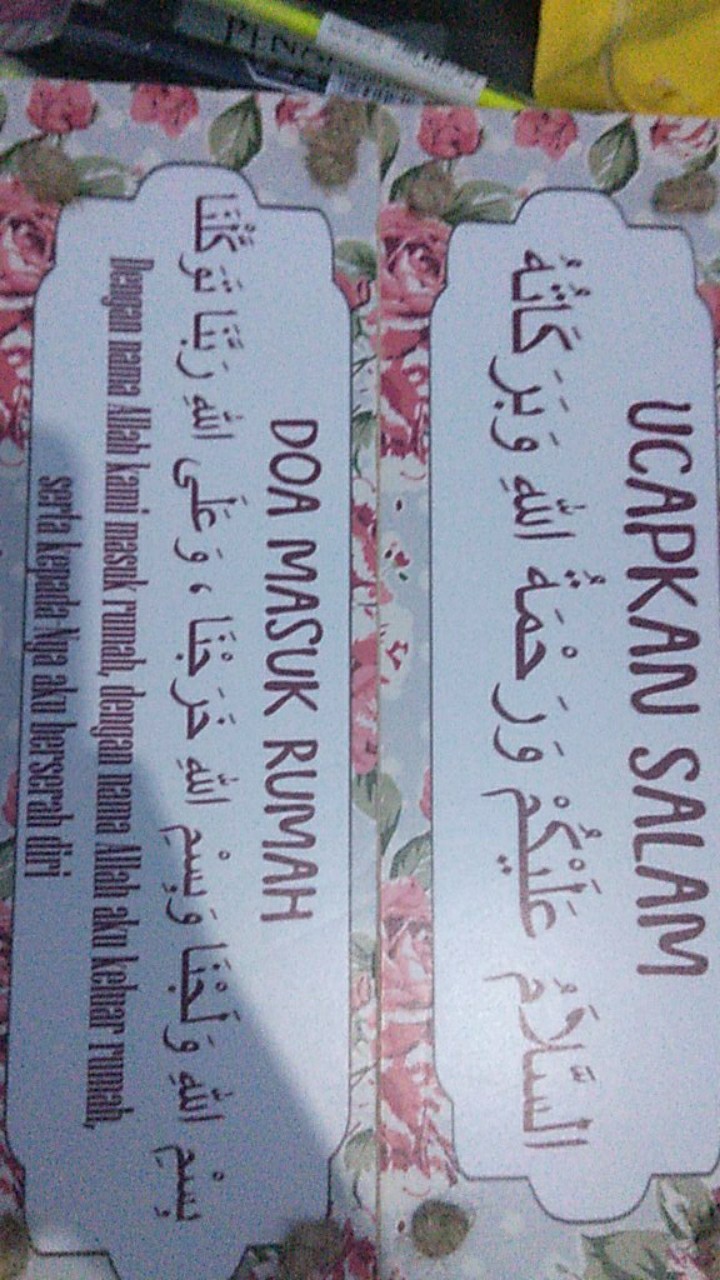 UCAPKAN SALAM
السَّلَامُ عَلَيْكُمْ وَرَحْمَةُ اللهِ وَبَرَكَاتُهُ
DOA MASUK RUMAH
بِسْمِ اللهِ وَلَجْنَا وَبِسْمِ اللهِ خَرَجْنَا، وَعَلَى اللهِ رَبِّنَا تَوَكَّلْنَا
Dengan nama Allah kami masuk rumah, dengan nama Allah aku keluar rumah,
serta kepada-Nya aku berserah diri